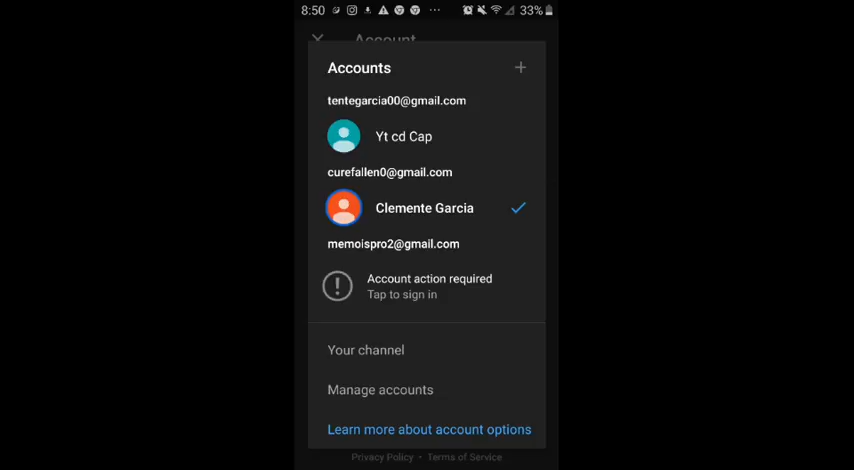 8:50 33%
Account
Accounts
tentegarcia00@gmail.com
Yt cd Cap
curefallen0@gmail.com
Clemente Garcia
memoispro2@gmail.com
Account action required
Tap to sign in
Your channel
Manage accounts
Learn more about account options
Privacy Policy • Terms of Service